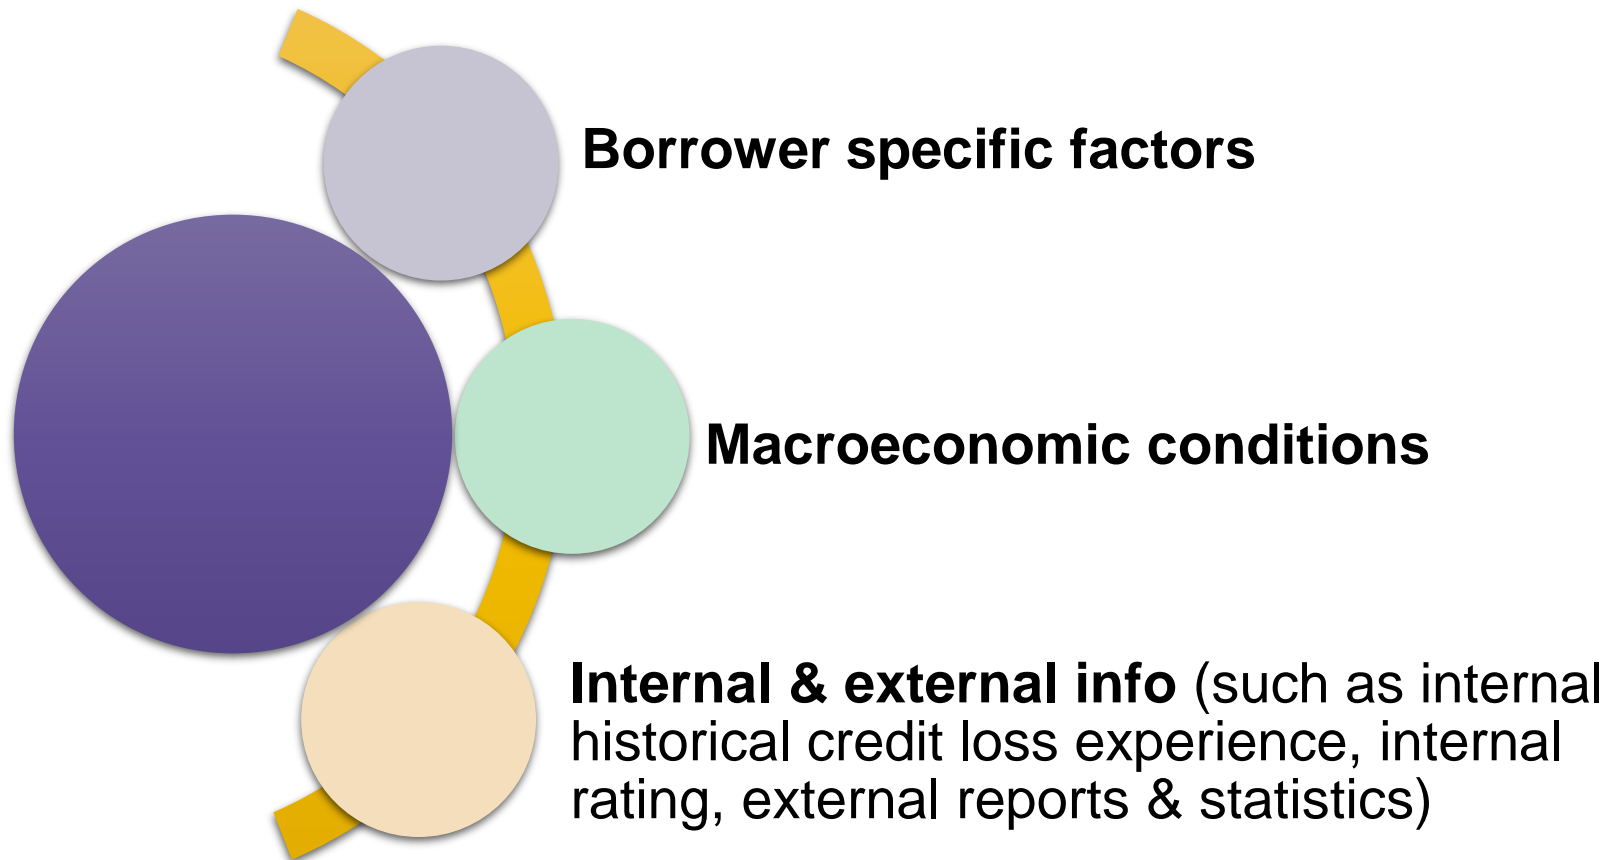 Borrower specific factors
Macroeconomic conditions
Internal & external info (such as internal
historical credit loss experience, internal
rating, external reports & statistics)